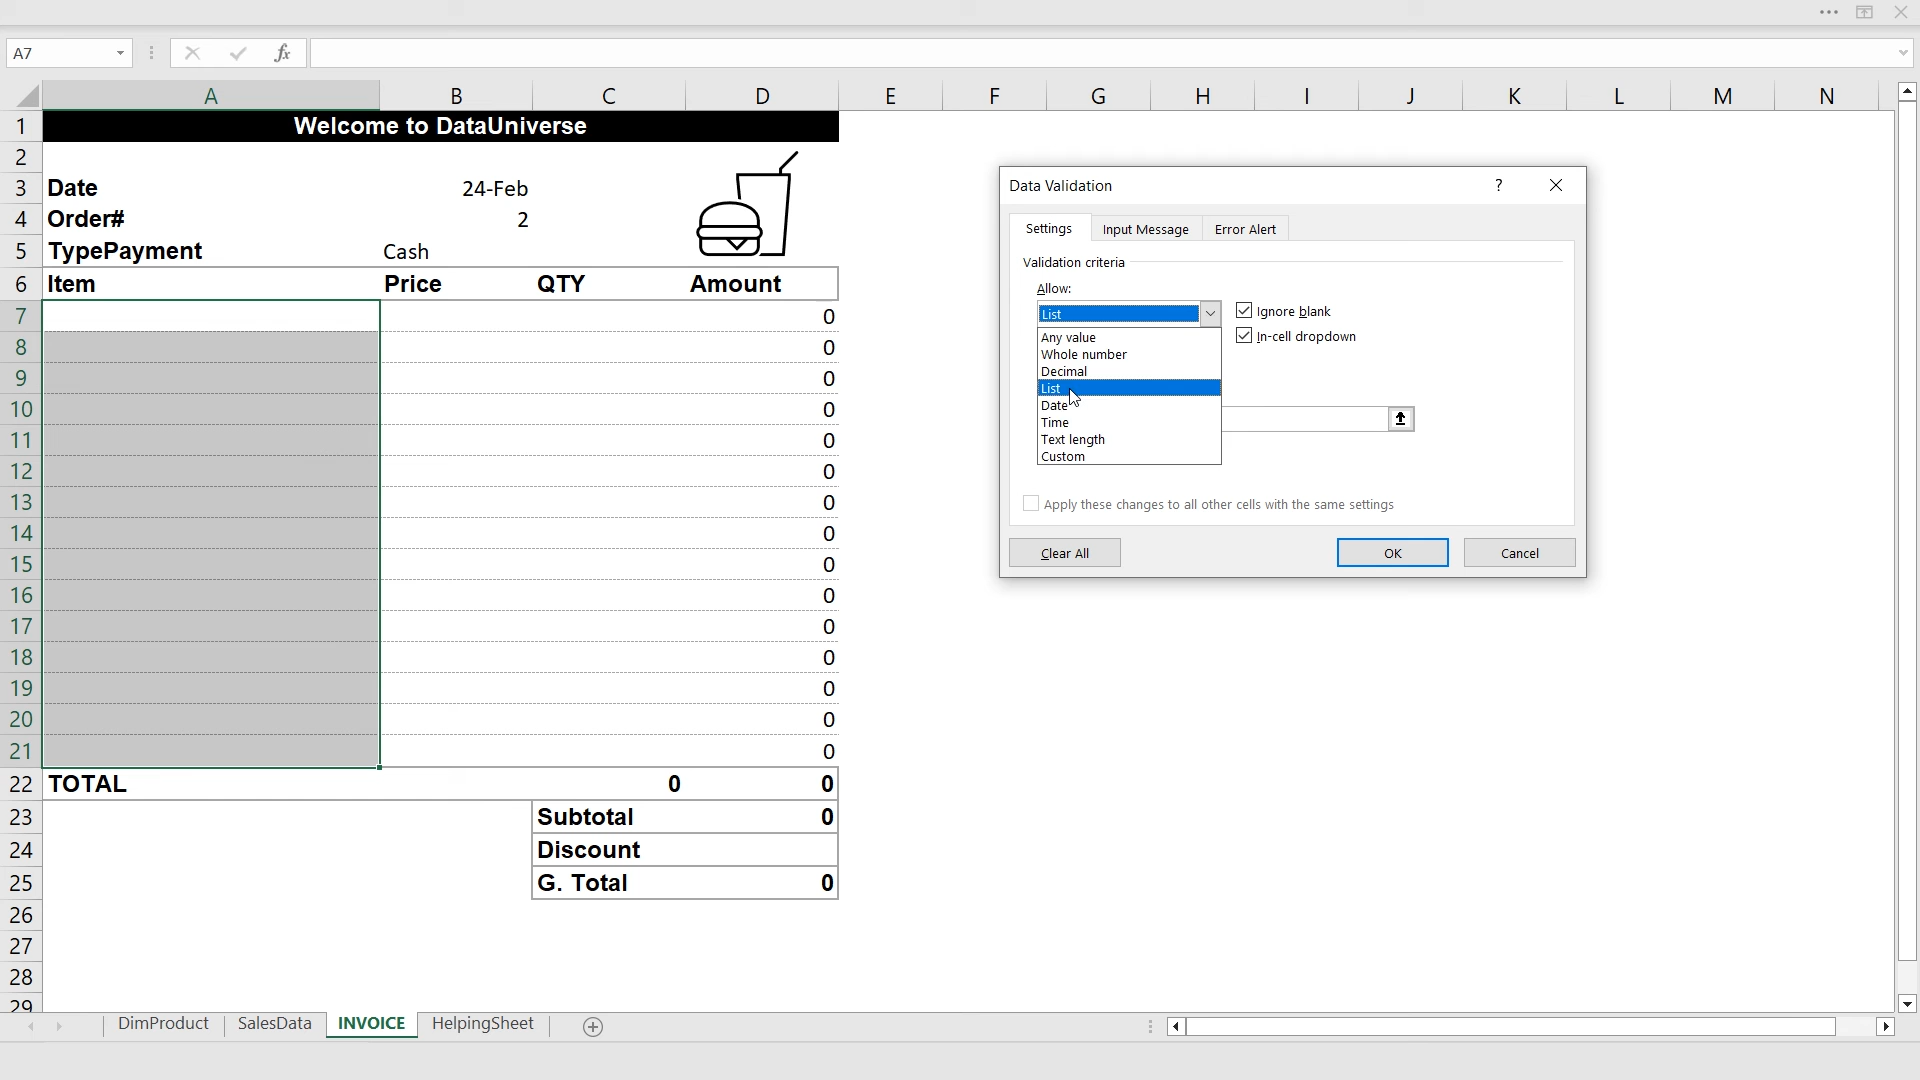 A7
fx
A B C D E F G H I J K L M N
1 Welcome to DataUniverse
2
3 Date 24-Feb
4 Order# 2
5 TypePayment Cash
6 Item Price QTY Amount
7 0
8 0
9 0
10 0
11 0
12 0
13 0
14 0
15 0
16 0
17 0
18 0
19 0
20 0
21 0
22 TOTAL 0 0
23 Subtotal 0
24 Discount
25 G. Total 0
26
27
28
29
Data Validation ?
Settings Input Message Error Alert
Validation criteria
Allow:
List Ignore blank
Any value In-cell dropdown
Whole number
Decimal
List
Date
Time
Text length
Custom
Apply these changes to all other cells with the same settings
Clear All OK Cancel
DimProduct SalesData INVOICE HelpingSheet